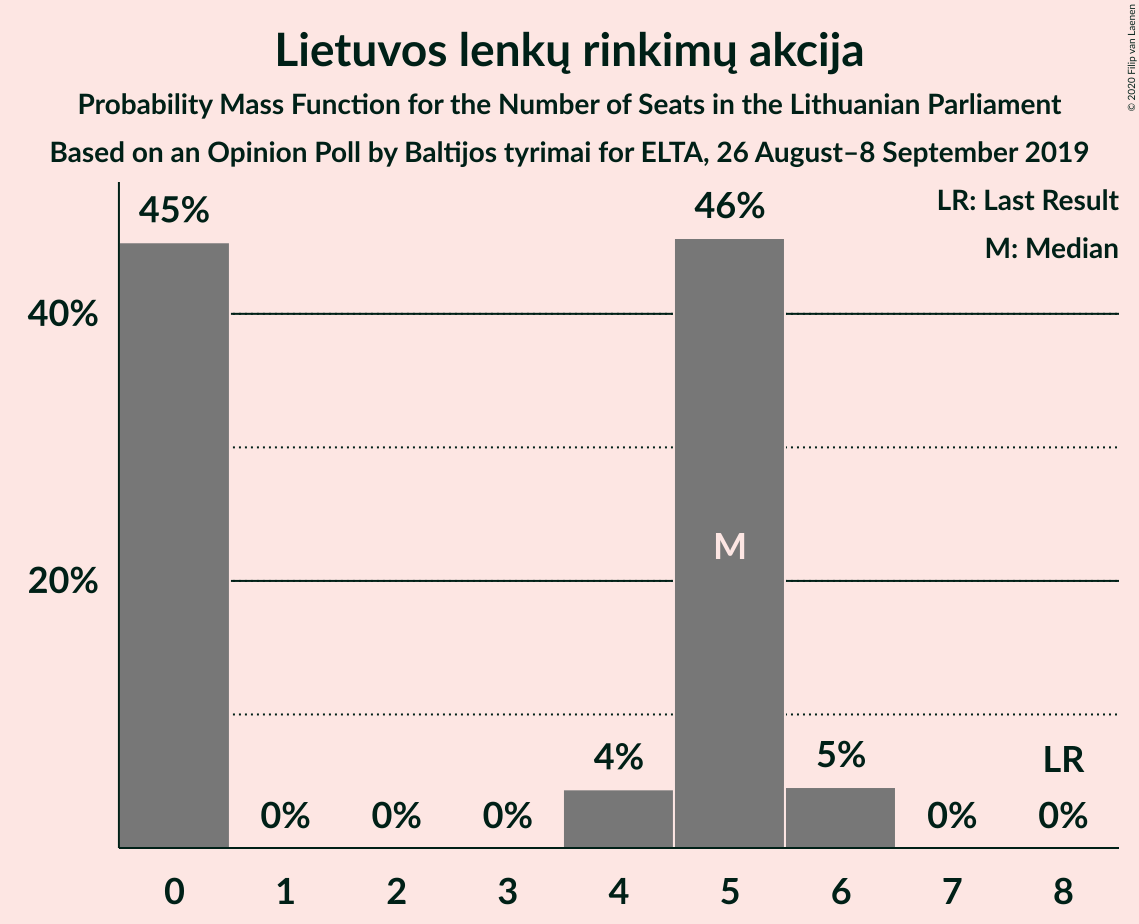 Lietuvos lenkų rinkimų akcija
Probability Mass Function for the Number of Seats in the Lithuanian Parliament
Based on an Opinion Poll by Baltijos tyrimai for ELTA, 26 August–8 September 2019
© 2020 Filip van Laenen
LR: Last Result
M: Median
45%
46%
40%
M
20%
4%
5%
LR
0%
0%
0%
0%
0%
0 1 2 3 4 5 6 7 8